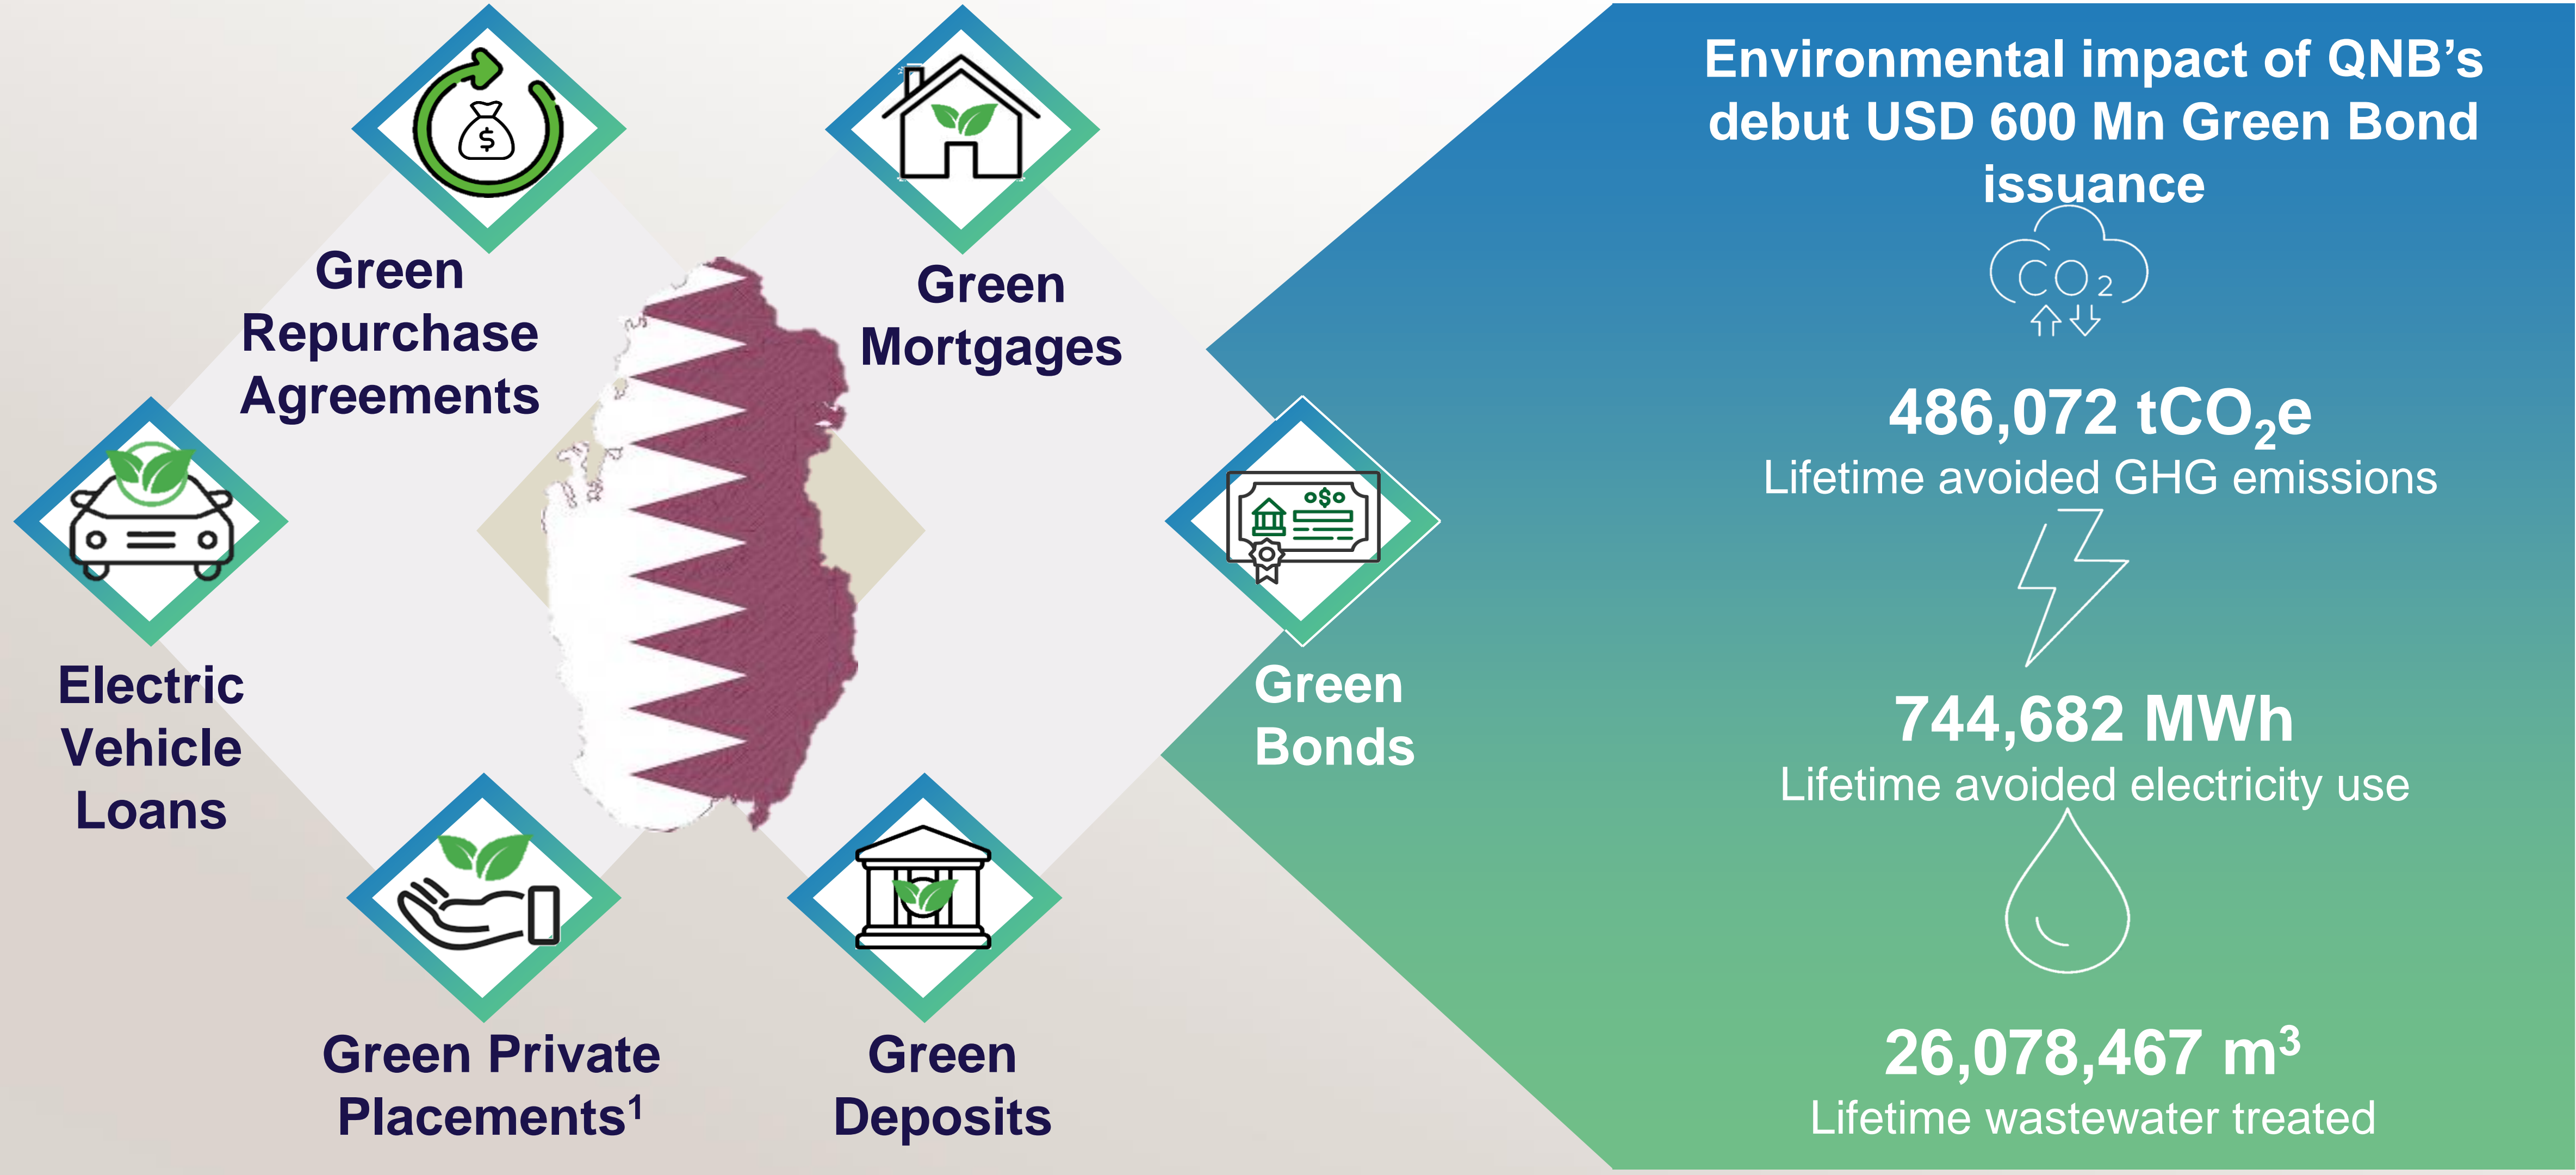 Green
Repurchase
Agreements
Green
Mortgages
Electric
Vehicle
Loans
Green
Bonds
Green Private
Placements¹
Green
Deposits
$
$
Environmental impact of QNB’s
debut USD 600 Mn Green Bond
issuance
CO₂
486,072 tCO₂e
Lifetime avoided GHG emissions
744,682 MWh
Lifetime avoided electricity use
26,078,467 m³
Lifetime wastewater treated